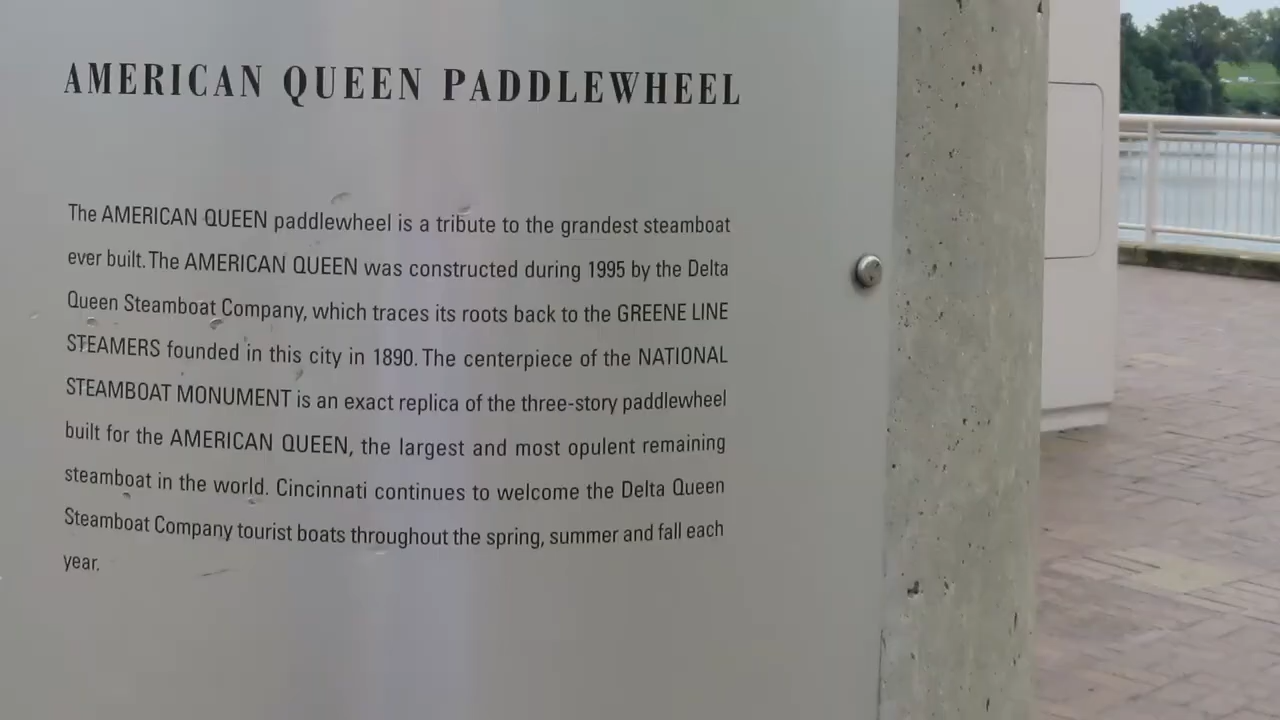 AMERICAN QUEEN PADDLEWHEEL
The AMERICAN QUEEN paddlewheel is a tribute to the grandest steamboat
ever built. The AMERICAN QUEEN was constructed during 1995 by the Delta
Queen Steamboat Company, which traces its roots back to the GREENE LINE
STEAMERS founded in this city in 1890. The centerpiece of the NATIONAL
STEAMBOAT MONUMENT is an exact replica of the three-story paddlewheel
built for the AMERICAN QUEEN, the largest and most opulent remaining
steamboat in the world. Cincinnati continues to welcome the Delta Queen
Steamboat Company tourist boats throughout the spring, summer and fall each
year.